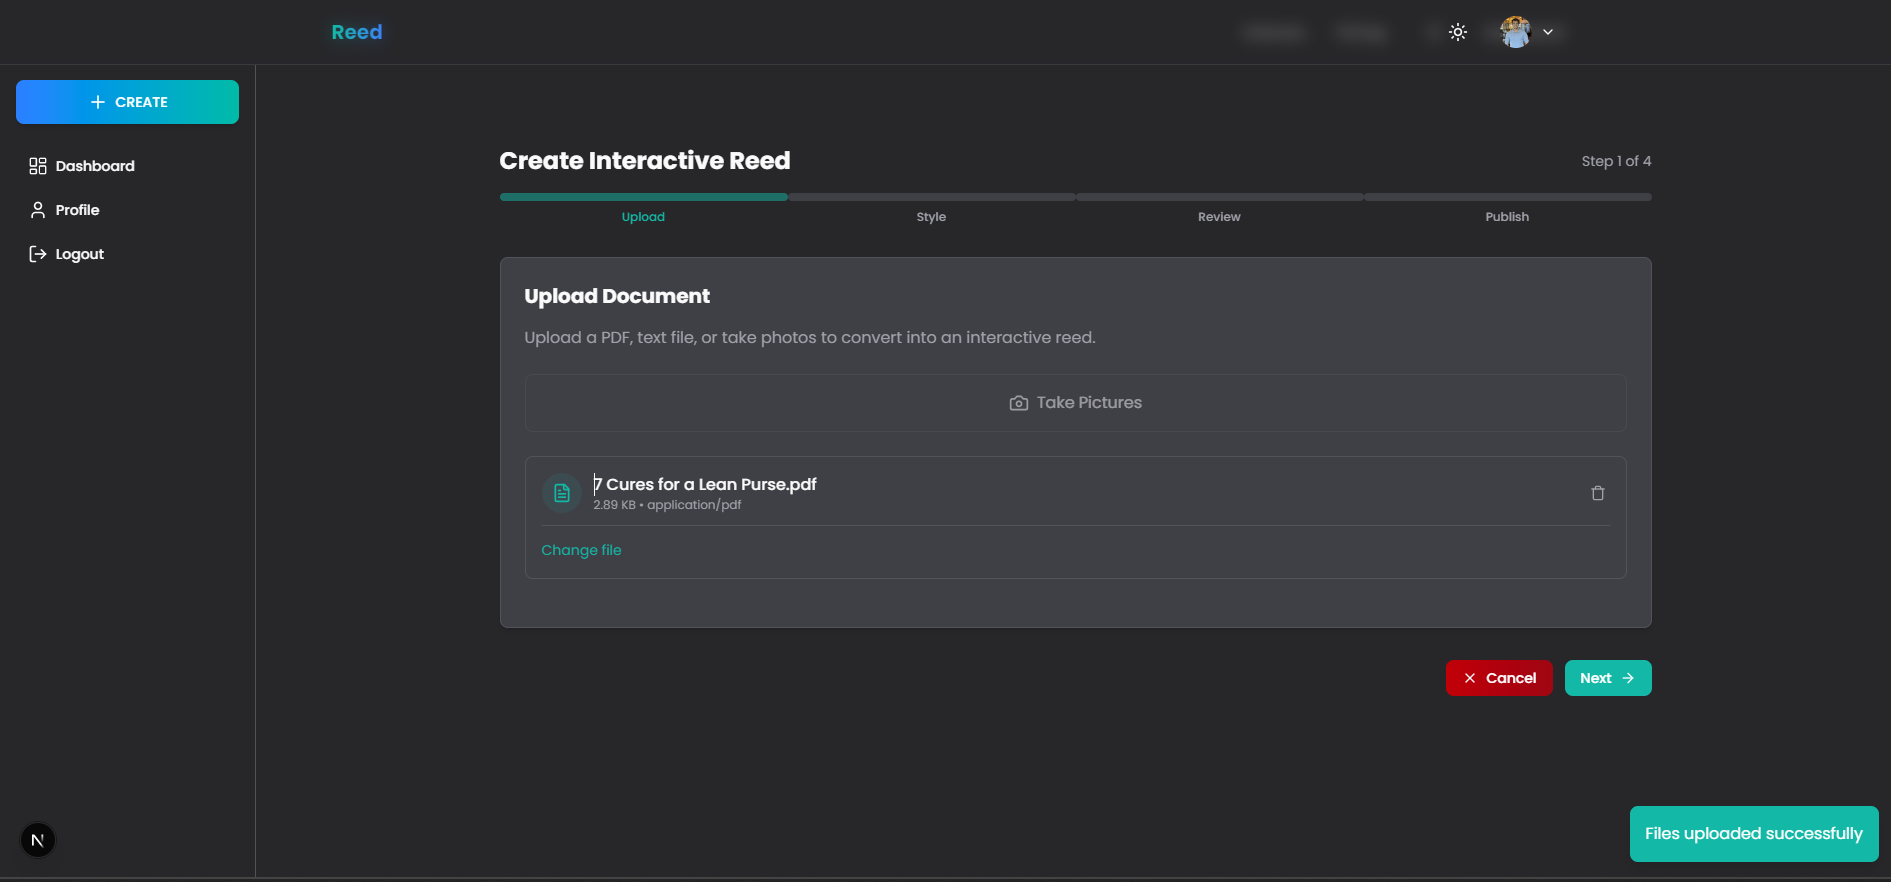 Reed
CREATE
Dashboard
Profile
Logout
Create Interactive Reed
Step 1 of 4
Upload
Style
Review
Publish
Upload Document
Upload a PDF, text file, or take photos to convert into an interactive reed.
Take Pictures
7 Cures for a Lean Purse.pdf
2.89 KB • application/pdf
Change file
Cancel
Next
N
Files uploaded successfully